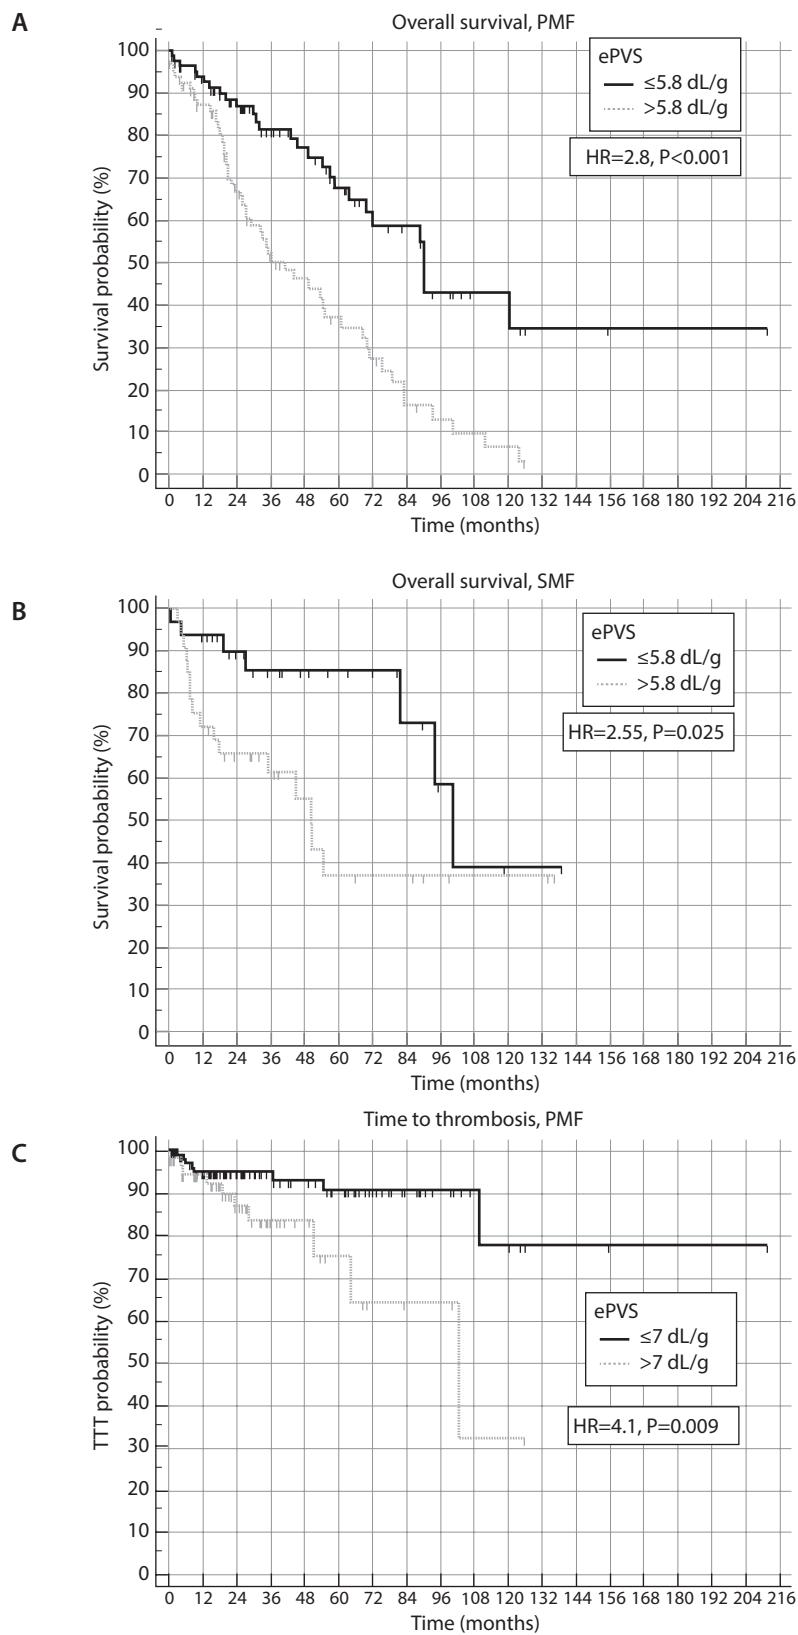 A
Overall survival, PMF
ePVS
≤5.8 dL/g
>5.8 dL/g
HR=2.8, P<0.001
Survival probability (%)
100
90
80
70
60
50
40
30
20
10
0
0 12 24 36 48 60 72 84 96 108 120 132 144 156 168 180 192 204 216
Time (months)
B
Overall survival, SMF
ePVS
≤5.8 dL/g
>5.8 dL/g
HR=2.55, P=0.025
Survival probability (%)
100
90
80
70
60
50
40
30
20
10
0
0 12 24 36 48 60 72 84 96 108 120 132 144 156 168 180 192 204 216
Time (months)
C
Time to thrombosis, PMF
ePVS
≤7 dL/g
>7 dL/g
HR=4.1, P=0.009
TTT probability (%)
100
90
80
70
60
50
40
30
20
10
0
0 12 24 36 48 60 72 84 96 108 120 132 144 156 168 180 192 204 216
Time (months)